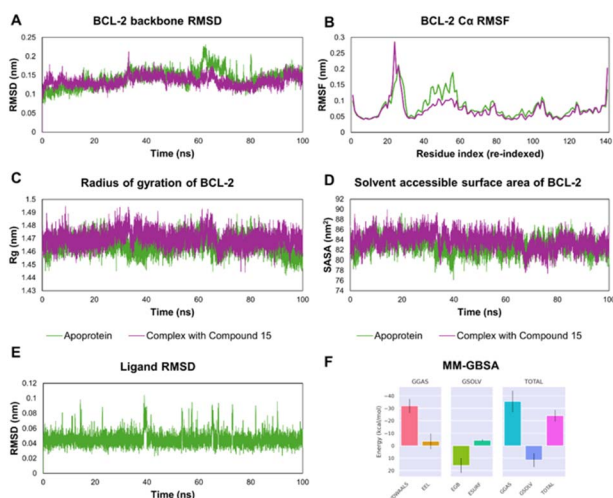 A
BCL-2 backbone RMSD
RMSD (nm)
0.25
0.2
0.15
0.1
0.05
0
0 20 40 60 80 100
Time (ns)
B
BCL-2 Cα RMSF
RMSF (nm)
0.3
0.25
0.2
0.15
0.1
0.05
0
0 20 40 60 80 100 120 140
Residue index (re-indexed)
C
Radius of gyration of BCL-2
Rg (nm)
1.5
1.49
1.48
1.47
1.46
1.45
1.44
1.43
0 20 40 60 80 100
Time (ns)
D
Solvent accessible surface area of BCL-2
SASA (nm²)
92
90
88
86
84
82
80
78
76
74
0 20 40 60 80 100
Time (ns)
Apoprotein Complex with Compound 15
Apoprotein Complex with Compound 15
E
Ligand RMSD
RMSD (nm)
0.12
0.1
0.08
0.06
0.04
0.02
0
0 20 40 60 80 100
Time (ns)
F
MM-GBSA
GGAS GSOLV TOTAL
Energy (kcal/mol)
−40
−30
−20
−10
0
10
20
EEL
EGB
ESURF
GGAS
GSOLV
TOTAL